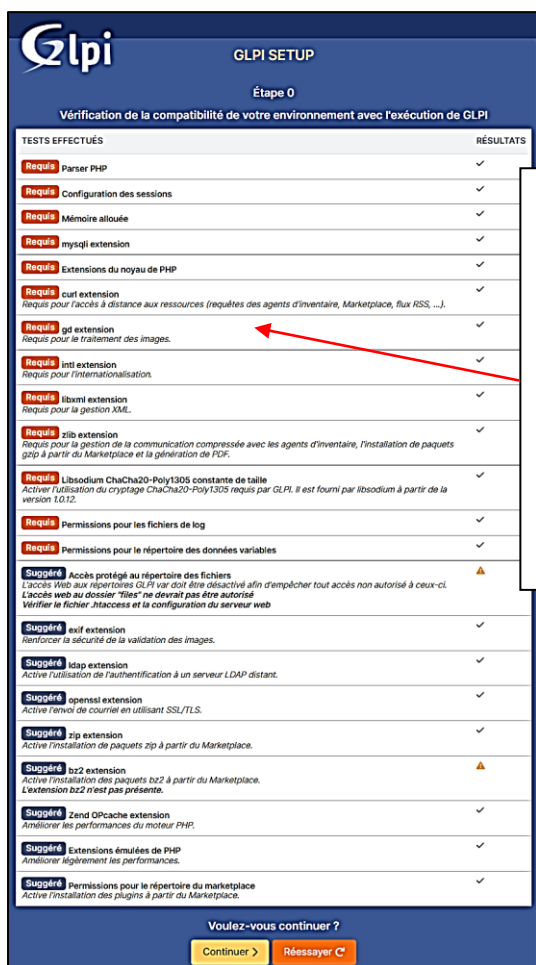 Glpi
GLPI SETUP
Étape 0
Vérification de la compatibilité de votre environnement avec l'exécution de GLPI
TESTS EFFECTUÉS RÉSULTATS
Requis Parser PHP
Requis Configuration des sessions
Requis Mémoire allouée
Requis mysqli extension
Requis Extensions du noyau de PHP
Requis curl extension
Requis pour l'accès à distance aux ressources (requêtes des agents d'inventaire, Marketplace, flux RSS, ...).
Requis gd extension
Requis pour le traitement des images.
Requis intl extension
Requis pour l'internationalisation.
Requis libxml extension
Requis pour la gestion XML.
Requis zlib extension
Requis pour la gestion de la communication compressée avec les agents d'inventaire, l'installation de paquets
gzip à partir du Marketplace et la génération de PDF.
Requis Libsodium ChaCha20-Poly1305 constante de taille
Activer l'utilisation du cryptage ChaCha20-Poly1305 requis par GLPI. Il est fourni par libsodium à partir de la
version 1.0.12.
Requis Permissions pour les fichiers de log
Requis Permissions pour le répertoire des données variables
Suggéré Accès protégé au répertoire des fichiers
L'accès Web aux répertoires GLPI var doit être désactivé afin d'empêcher tout accès non autorisé à ceux-ci.
L'accès web au dossier "files" ne devrait pas être autorisé
Vérifier le fichier .htaccess et la configuration du serveur web
Suggéré exif extension
Renforcer la sécurité de la validation des images.
Suggéré ldap extension
Active l'utilisation de l'authentification à un serveur LDAP distant.
Suggéré openssl extension
Active l'envoi de courriel en utilisant SSL/TLS.
Suggéré zip extension
Active l'installation de paquets zip à partir du Marketplace.
Suggéré bz2 extension
Active l'installation des paquets bz2 à partir du Marketplace.
L'extension bz2 n'est pas présente.
Suggéré Zend OPcache extension
Améliorer les performances du moteur PHP.
Suggéré Extensions émulées de PHP
Améliorer légèrement les performances.
Suggéré Permissions pour le répertoire du marketplace
Active l'installation des plugins à partir du Marketplace.
Voulez-vous continuer ?
Continuer > Réessayer